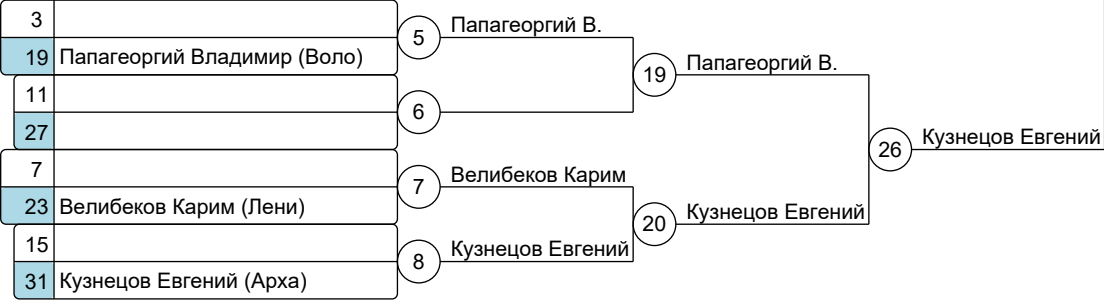 3
19 Папагеоргий Владимир (Воло)
11
27
7
23 Велибеков Карим (Лени)
15
31 Кузнецов Евгений (Арха)
5 Папагеоргий В.
6
7 Велибеков Карим
8 Кузнецов Евгений
19 Папагеоргий В.
20 Кузнецов Евгений
26 Кузнецов Евгений